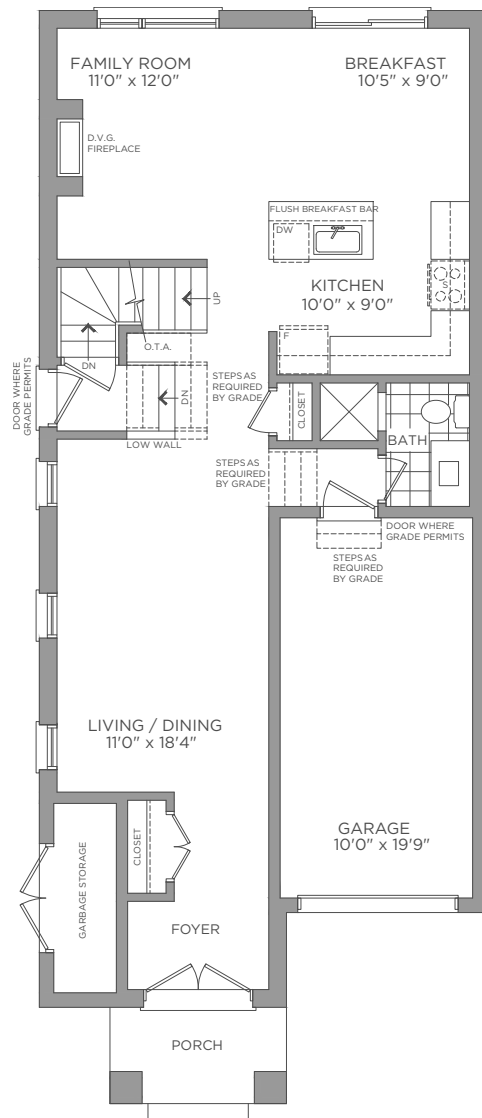 FAMILY ROOM
11'0" x 12'0"
BREAKFAST
10'5" x 9'0"
D.V.G.
FIREPLACE
FLUSH BREAKFAST BAR
DW
KITCHEN
10'0" x 9'0"
S
UP
O.T.A.
F
DN
DOOR WHERE
GRADE PERMITS
DN
STEPS AS
REQUIRED
BY GRADE
CLOSET
BATH
LOW WALL
STEPS AS
REQUIRED
BY GRADE
DOOR WHERE
GRADE PERMITS
STEPS AS
REQUIRED
BY GRADE
LIVING / DINING
11'0" x 18'4"
GARAGE
10'0" x 19'9"
CLOSET
GARBAGE STORAGE
FOYER
PORCH